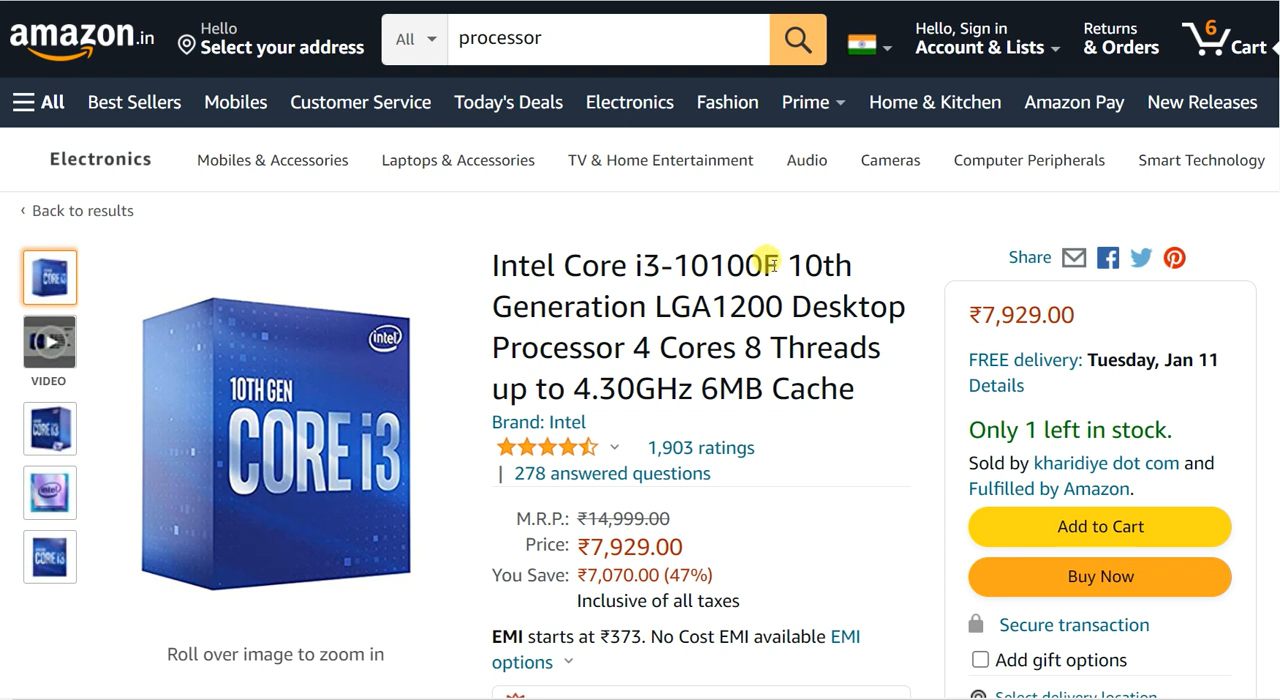 amazon.in
Hello
Select your address
All
processor
Hello, Sign in
Account & Lists
Returns
& Orders
6
Cart
All
Best Sellers
Mobiles
Customer Service
Today's Deals
Electronics
Fashion
Prime
Home & Kitchen
Amazon Pay
New Releases
Electronics
Mobiles & Accessories
Laptops & Accessories
TV & Home Entertainment
Audio
Cameras
Computer Peripherals
Smart Technology
‹ Back to results
VIDEO
intel
10TH GEN
CORE i3
Roll over image to zoom in
Intel Core i3-10100F 10th
Generation LGA1200 Desktop
Processor 4 Cores 8 Threads
up to 4.30GHz 6MB Cache
Brand: Intel
1,903 ratings
| 278 answered questions
M.R.P.: ₹14,999.00
Price: ₹7,929.00
You Save: ₹7,070.00 (47%)
Inclusive of all taxes
EMI starts at ₹373. No Cost EMI available EMI
options
Share
₹7,929.00
FREE delivery: Tuesday, Jan 11
Details
Only 1 left in stock.
Sold by kharidiye dot com and
Fulfilled by Amazon.
Add to Cart
Buy Now
Secure transaction
Add gift options
Select delivery location